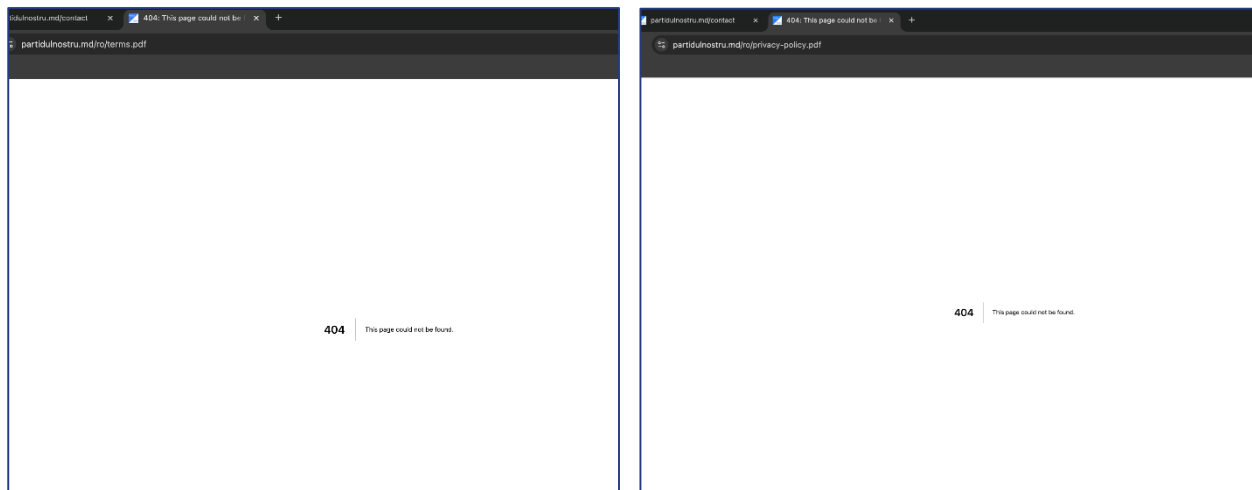 tidulnostru.md/contact × 404: This page could not be × +
partidulnostru.md/ro/terms.pdf
404 This page could not be found.
partidulnostru.md/contact × 404: This page could not be × +
partidulnostru.md/ro/privacy-policy.pdf
404 This page could not be found.